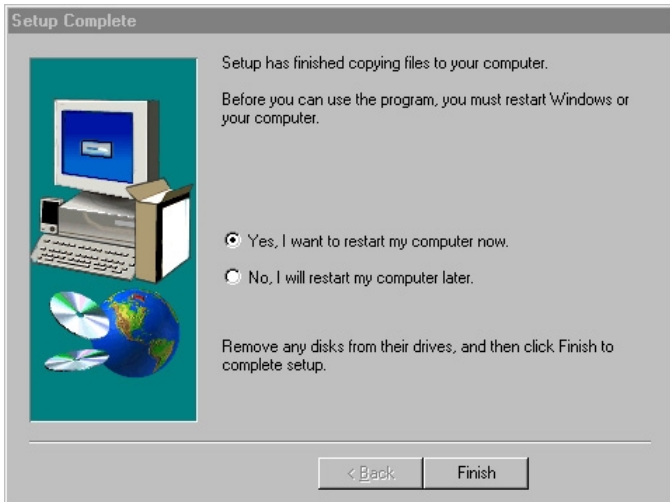 Setup Complete
Setup has finished copying files to your computer.
Before you can use the program, you must restart Windows or
your computer.
Yes, I want to restart my computer now.
No, I will restart my computer later.
Remove any disks from their drives, and then click Finish to
complete setup.
< Back
Finish